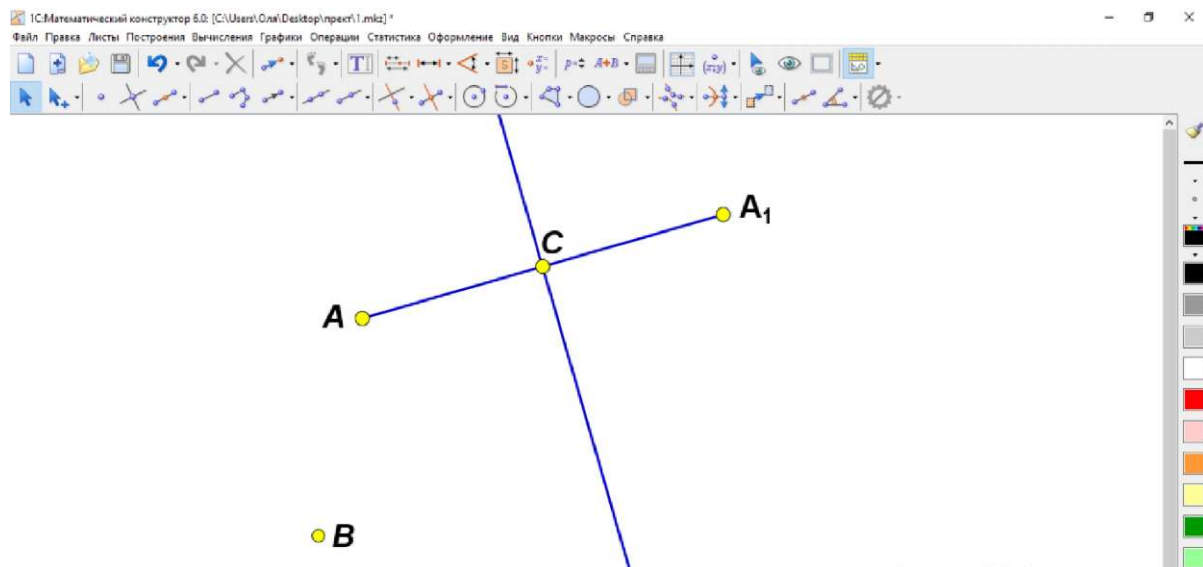 1С:Математический конструктор 6.0: [C:\Users\Оля\Desktop\прект\1.mkz] *
Файл Правка Листы Построения Вычисления Графики Операции Статистика Оформление Вид Кнопки Макросы Справка
A₁
C
A
B